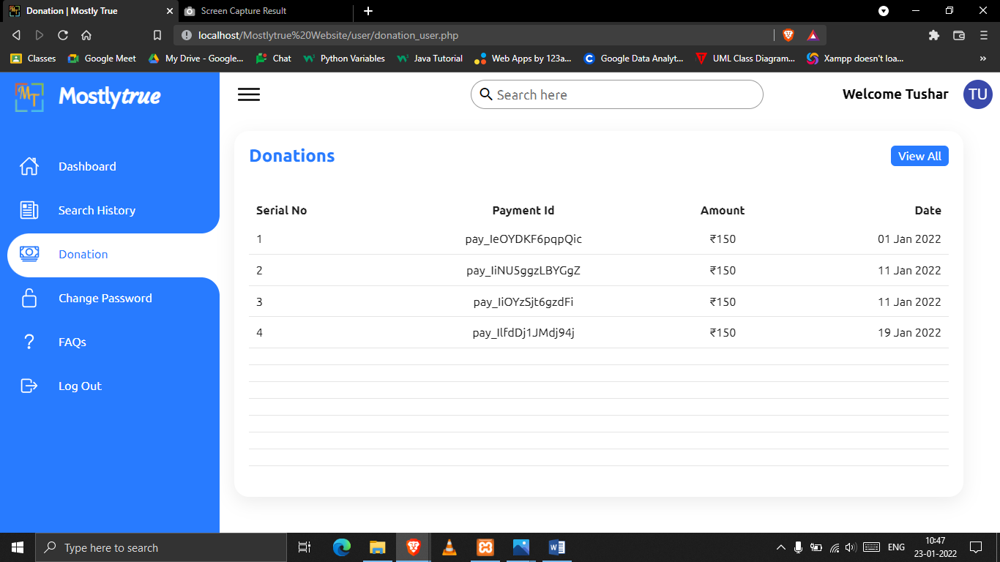 Donation | Mostly True
Screen Capture Result
localhost/Mostlytrue%20Website/user/donation_user.php
Classes Google Meet My Drive - Google... Chat Python Variables Java Tutorial Web Apps by 123a... Google Data Analyt... UML Class Diagram... Xampp doesn't loa... »
MT Mostlytrue
Search here
Welcome Tushar TU
Dashboard
Search History
Donation
Change Password
? FAQs
Log Out
Donations View All
Serial No Payment Id Amount Date
1 pay_IeOYDKF6pqpQic ₹150 01 Jan 2022
2 pay_IiNU5ggzLBYGgZ ₹150 11 Jan 2022
3 pay_IiOYzSjt6gzdFi ₹150 11 Jan 2022
4 pay_IlfdDj1JMdj94j ₹150 19 Jan 2022
Type here to search
ENG
10:47
23-01-2022